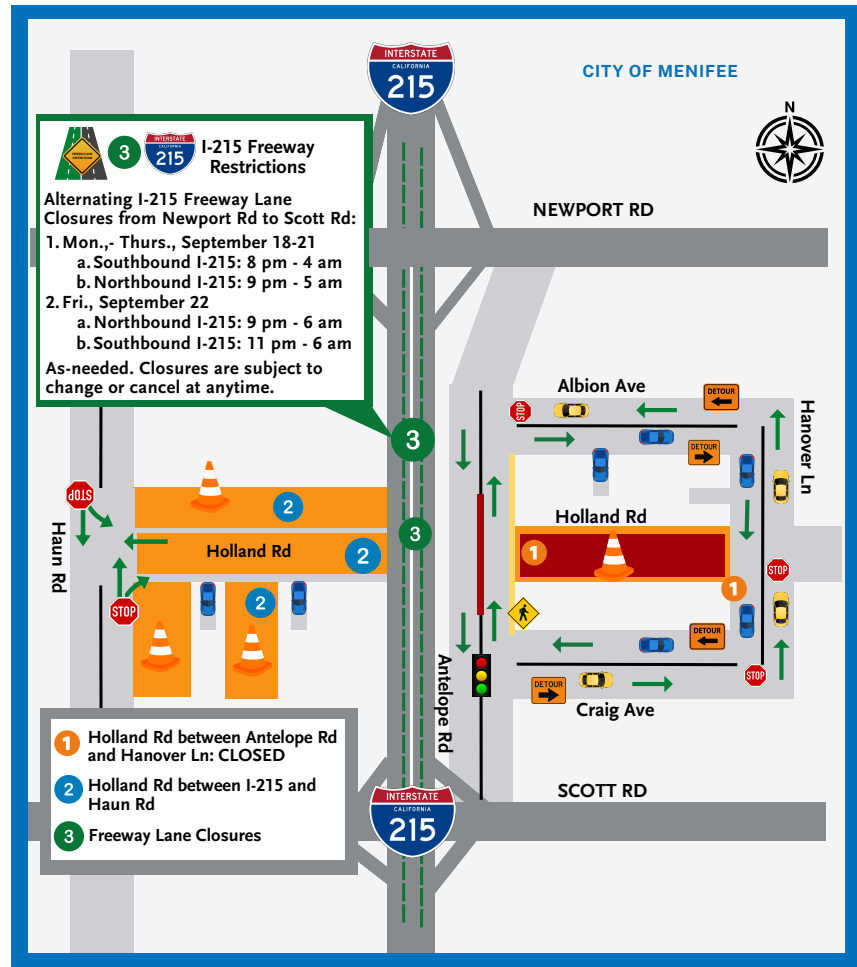 INTERSTATE
CALIFORNIA
215
CITY OF MENIFEE
N
FREEWAY LANE
RESTRICTIONS
3
INTERSTATE
CALIFORNIA
215
I-215 Freeway
Restrictions
Alternating I-215 Freeway Lane
Closures from Newport Rd to Scott Rd:
1. Mon.,- Thurs., September 18-21
a. Southbound I-215: 8 pm - 4 am
b. Northbound I-215: 9 pm - 5 am
2. Fri., September 22
a. Northbound I-215: 9 pm - 6 am
b. Southbound I-215: 11 pm - 6 am
As-needed. Closures are subject to
change or cancel at anytime.
NEWPORT RD
Albion Ave
DETOUR
STOP
Hanover Ln
3
DETOUR
STOP
2
Holland Rd
3
Haun Rd
Holland Rd
2
1
STOP
1
2
STOP
DETOUR
Antelope Rd
STOP
DETOUR
Craig Ave
1 Holland Rd between Antelope Rd
and Hanover Ln: CLOSED
2 Holland Rd between I-215 and
Haun Rd
3 Freeway Lane Closures
SCOTT RD
INTERSTATE
CALIFORNIA
215